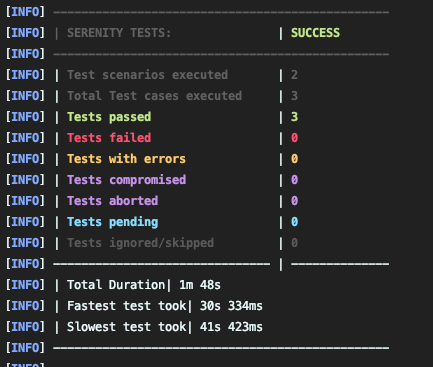 [INFO] ------------------------------------------------
[INFO] | SERENITY TESTS: | SUCCESS
[INFO] ------------------------------------------------
[INFO] | Test scenarios executed | 2
[INFO] | Total Test cases executed | 3
[INFO] | Tests passed | 3
[INFO] | Tests failed | 0
[INFO] | Tests with errors | 0
[INFO] | Tests compromised | 0
[INFO] | Tests aborted | 0
[INFO] | Tests pending | 0
[INFO] | Tests ignored/skipped | 0
[INFO] ------------------------------- | --------------
[INFO] | Total Duration| 1m 48s
[INFO] | Fastest test took| 30s 334ms
[INFO] | Slowest test took| 41s 423ms
[INFO] ------------------------------------------------